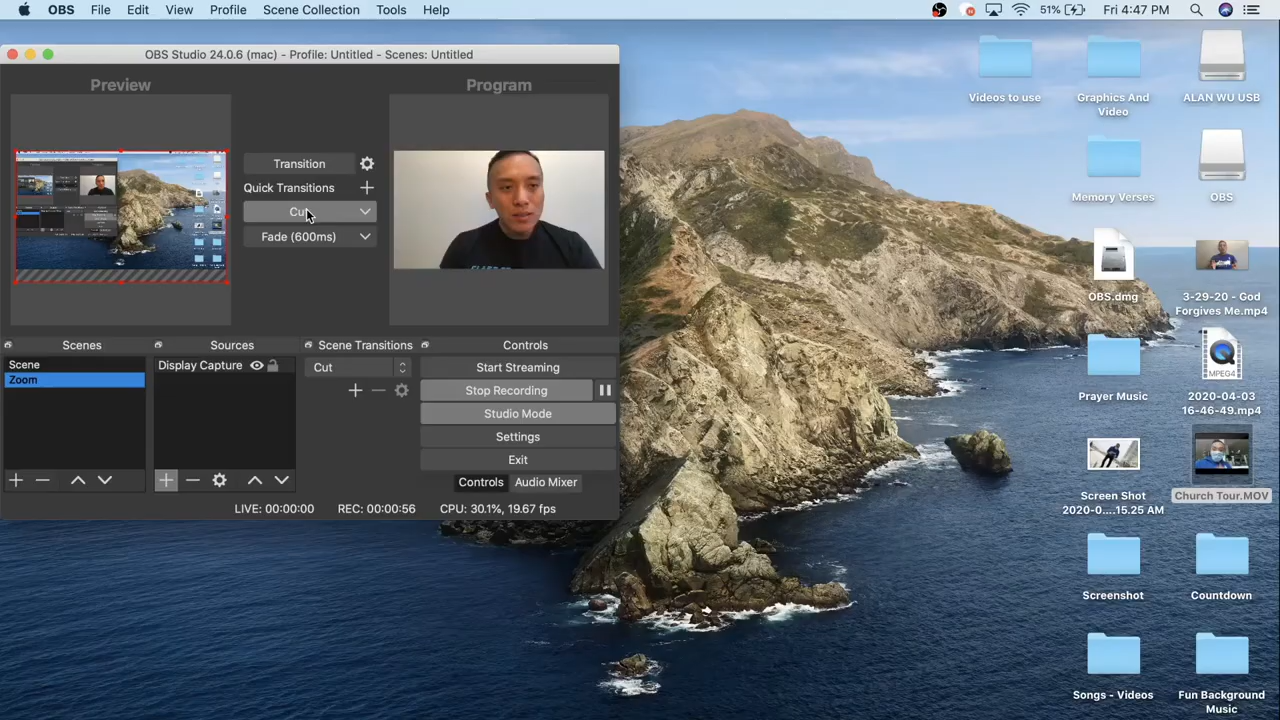 OBS File Edit View Profile Scene Collection Tools Help 51% Fri 4:47 PM
OBS Studio 24.0.6 (mac) - Profile: Untitled - Scenes: Untitled
Preview
Program
Transition
Quick Transitions
Cu
Fade (600ms)
Scenes
Sources
Scene Transitions
Controls
Scene
Zoom
Display Capture
Cut
Start Streaming
Stop Recording
Studio Mode
Settings
Exit
Controls
Audio Mixer
LIVE: 00:00:00
REC: 00:00:56
CPU: 30.1%, 19.67 fps
Videos to use
Graphics And
Video
ALAN WU USB
Memory Verses
OBS
OBS.dmg
3-29-20 - God
Forgives Me.mp4
Prayer Music
MPEG4
2020-04-03
16-46-49.mp4
Screen Shot
2020-0....15.25 AM
Church Tour.MOV
Screenshot
Countdown
Songs - Videos
Fun Background
Music